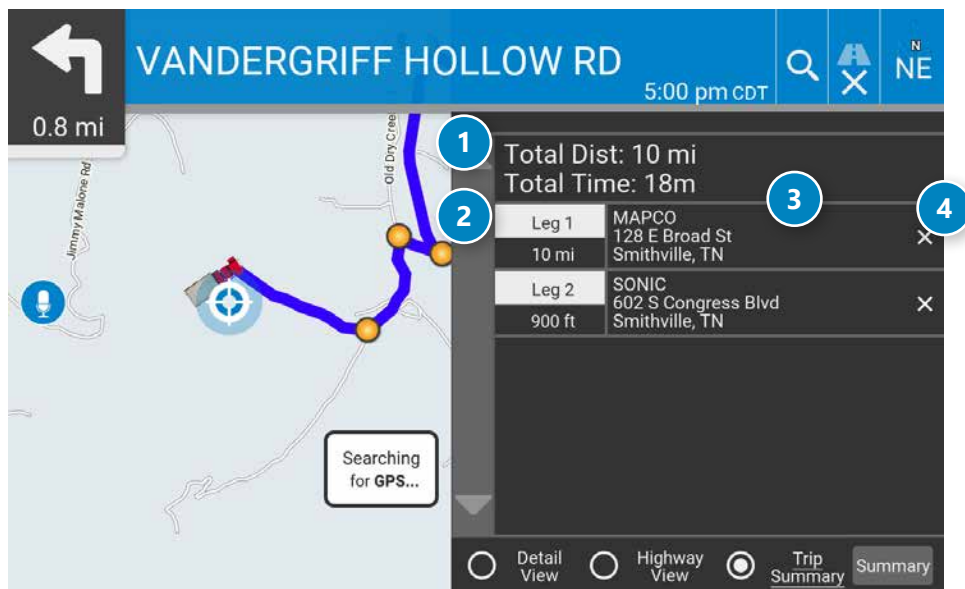 VANDERGRIFF HOLLOW RD
5:00 pm CDT
N
NE
0.8 mi
Jimmy Malone Rd
Old Dry Cree
1
Total Dist: 10 mi
Total Time: 18m
2
3
4
Leg 1
10 mi
MAPCO
128 E Broad St
Smithville, TN
Leg 2
900 ft
SONIC
602 S Congress Blvd
Smithville, TN
Searching
for GPS...
Detail
View
Highway
View
Trip
Summary
Summary